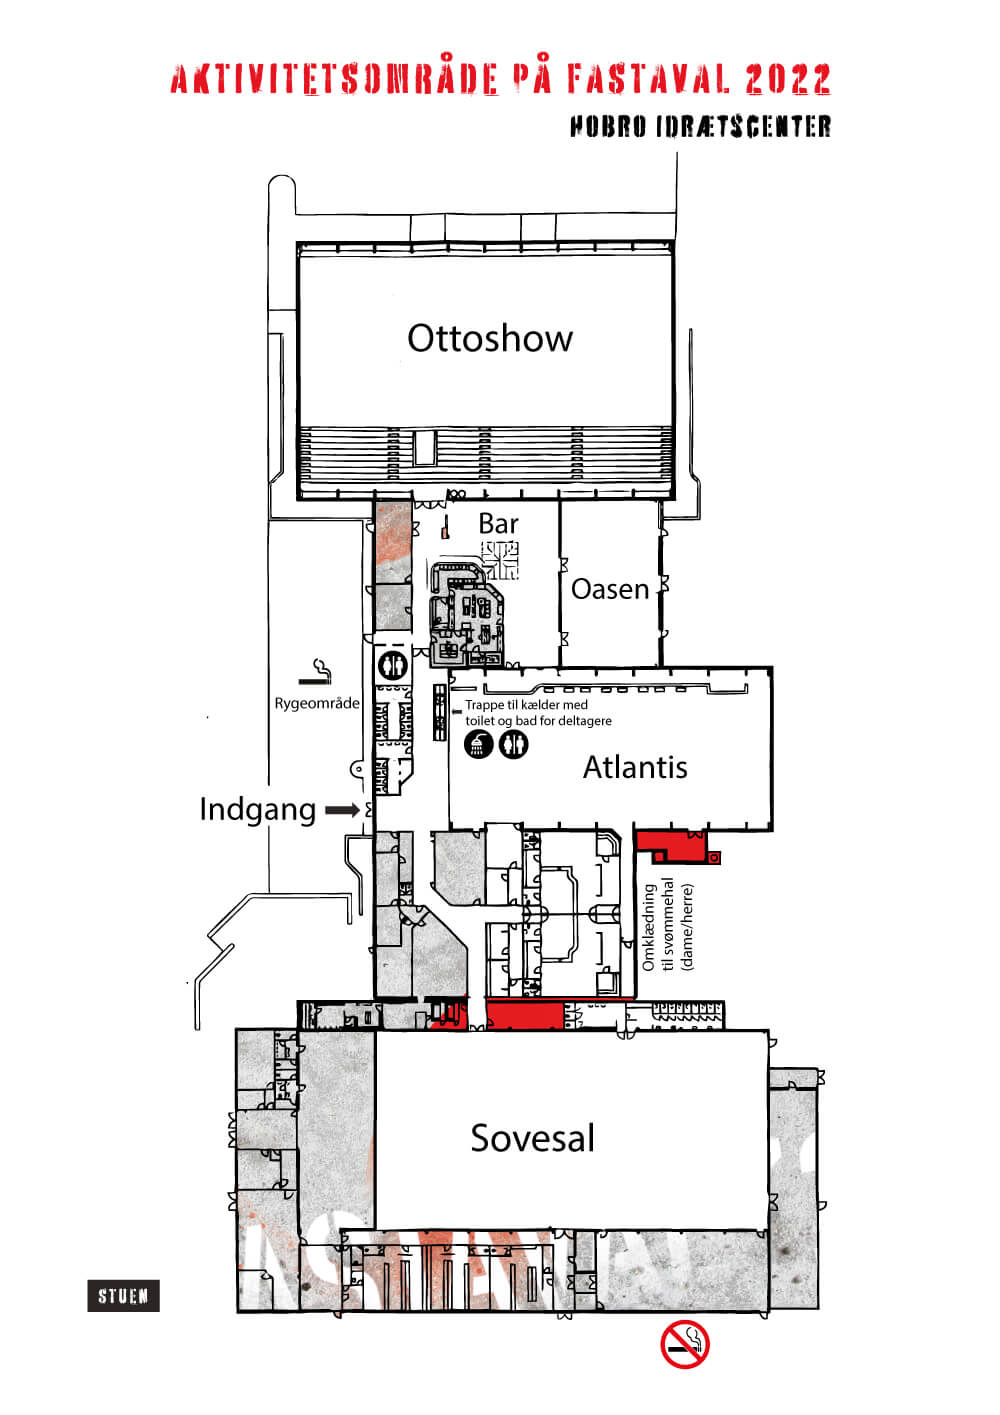 AKTIVITETSOMRÅDE PÅ FASTAVAL 2022
HOBRO IDRÆTSCENTER
Ottoshow
Bar
Oasen
Rygeområde
Trappe til kælder med
toilet og bad for deltagere
Atlantis
Indgang
Omklædning
til svømmehal
(dame/herre)
Sovesal
STUEN